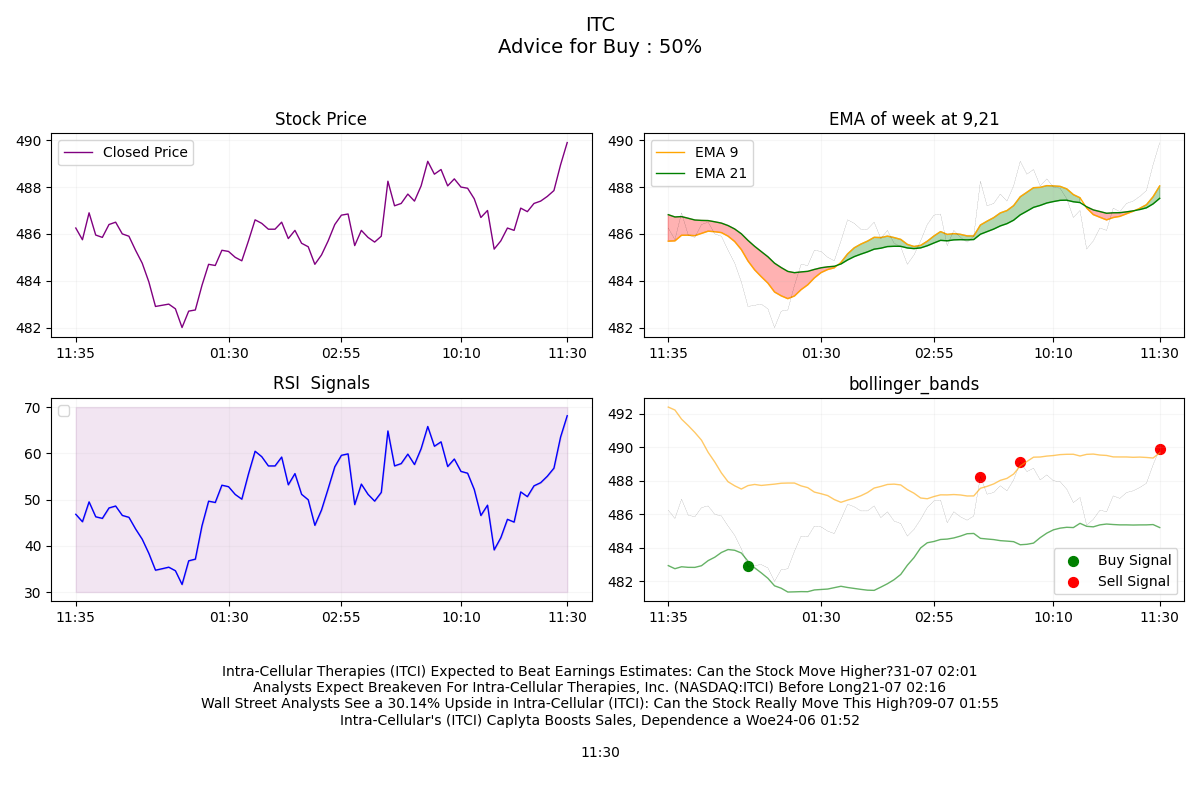 ITC
Advice for Buy : 50%
Stock Price
490
488
486
484
482
Closed Price
11:35
01:30
02:55
10:10
11:30
EMA of week at 9,21
490
488
486
484
482
EMA 9
EMA 21
11:35
01:30
02:55
10:10
11:30
RSI  Signals
70
60
50
40
30
11:35
01:30
02:55
10:10
11:30
bollinger_bands
492
490
488
486
484
482
Buy Signal
Sell Signal
11:35
01:30
02:55
10:10
11:30
Intra-Cellular Therapies (ITCI) Expected to Beat Earnings Estimates: Can the Stock Move Higher?31-07 02:01
Analysts Expect Breakeven For Intra-Cellular Therapies, Inc. (NASDAQ:ITCI) Before Long21-07 02:16
Wall Street Analysts See a 30.14% Upside in Intra-Cellular (ITCI): Can the Stock Really Move This High?09-07 01:55
Intra-Cellular's (ITCI) Caplyta Boosts Sales, Dependence a Woe24-06 01:52
11:30